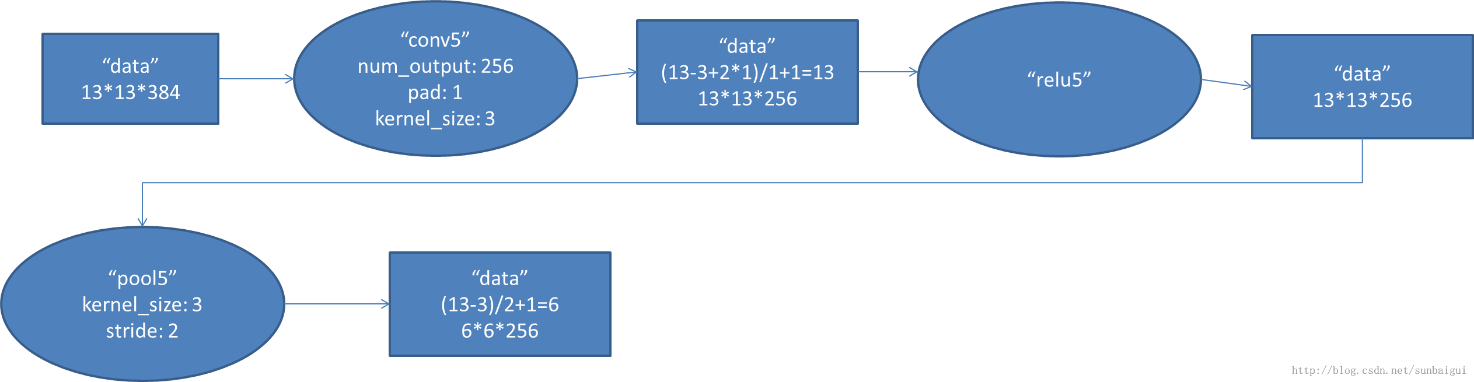 “data”
13*13*384
“conv5”
num_output: 256
pad: 1
kernel_size: 3
“data”
(13-3+2*1)/1+1=13
13*13*256
“relu5”
“data”
13*13*256
“pool5”
kernel_size: 3
stride: 2
“data”
(13-3)/2+1=6
6*6*256
http://blog.csdn.net/sunbaigui